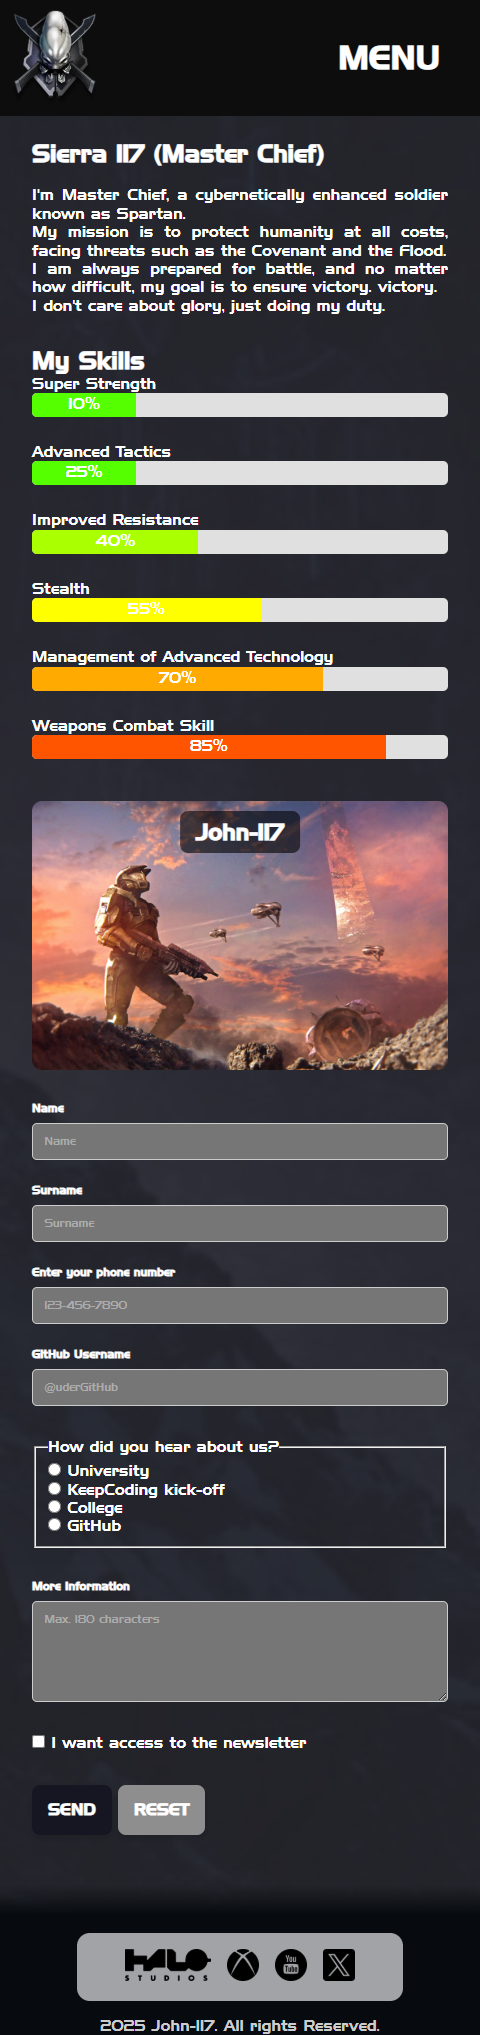 MENU
Sierra 117 (Master Chief)
I'm Master Chief, a cybernetically enhanced soldier
known as Spartan.
My mission is to protect humanity at all costs,
facing threats such as the Covenant and the Flood.
I am always prepared for battle, and no matter
how difficult, my goal is to ensure victory. victory.
I don't care about glory, just doing my duty.
My Skills
Super Strength
10%
Advanced Tactics
25%
Improved Resistance
40%
Stealth
55%
Management of Advanced Technology
70%
Weapons Combat Skill
85%
John-117
Name
Name
Surname
Surname
Enter your phone number
123-456-7890
GitHub Username
@uderGitHub
How did you hear about us?
University
KeepCoding kick-off
College
GitHub
More Information
Max. 180 characters
I want access to the newsletter
SEND RESET
HALO
STUDIOS
You
Tube
X
2025 John-117. All rights Reserved.